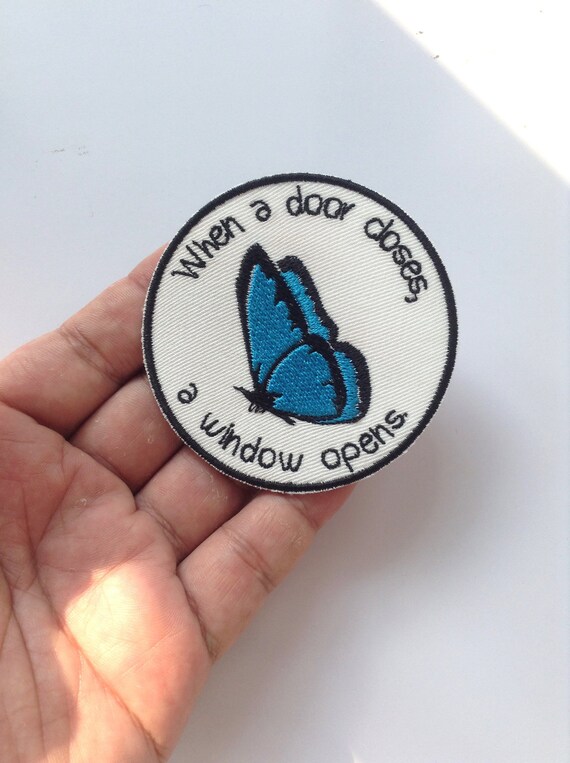 When a door closes,
a window opens.